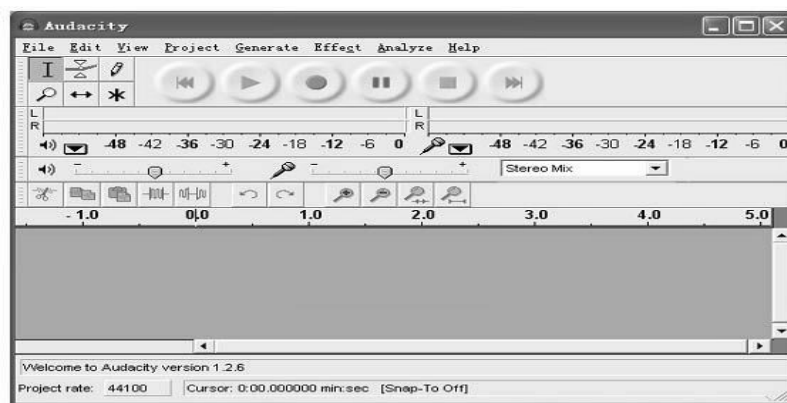 Audacity
File Edit View Project Generate Effect Analyze Help
L
R
-48 -42 -36 -30 -24 -18 -12 -6 0
L
R
-48 -42 -36 -30 -24 -18 -12 -6 0
- + - + Stereo Mix
- 1.0 0.0 1.0 2.0 3.0 4.0 5.0
Welcome to Audacity version 1.2.6
Project rate: 44100 Cursor: 0:00.000000 min:sec [Snap-To Off]